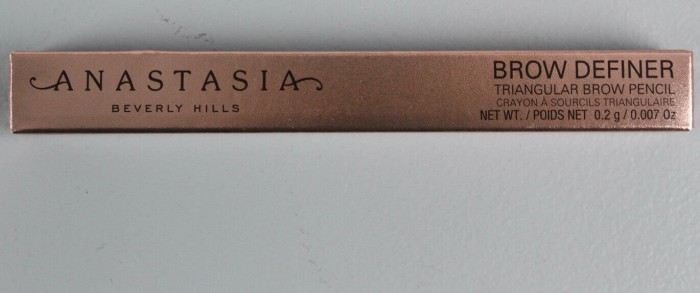 ANASTASIA
BEVERLY HILLS
BROW DEFINER
TRIANGULAR BROW PENCIL
CRAYON À SOURCILS TRIANGULAIRE
NET WT. / POIDS NET 0.2 g / 0.007 Oz